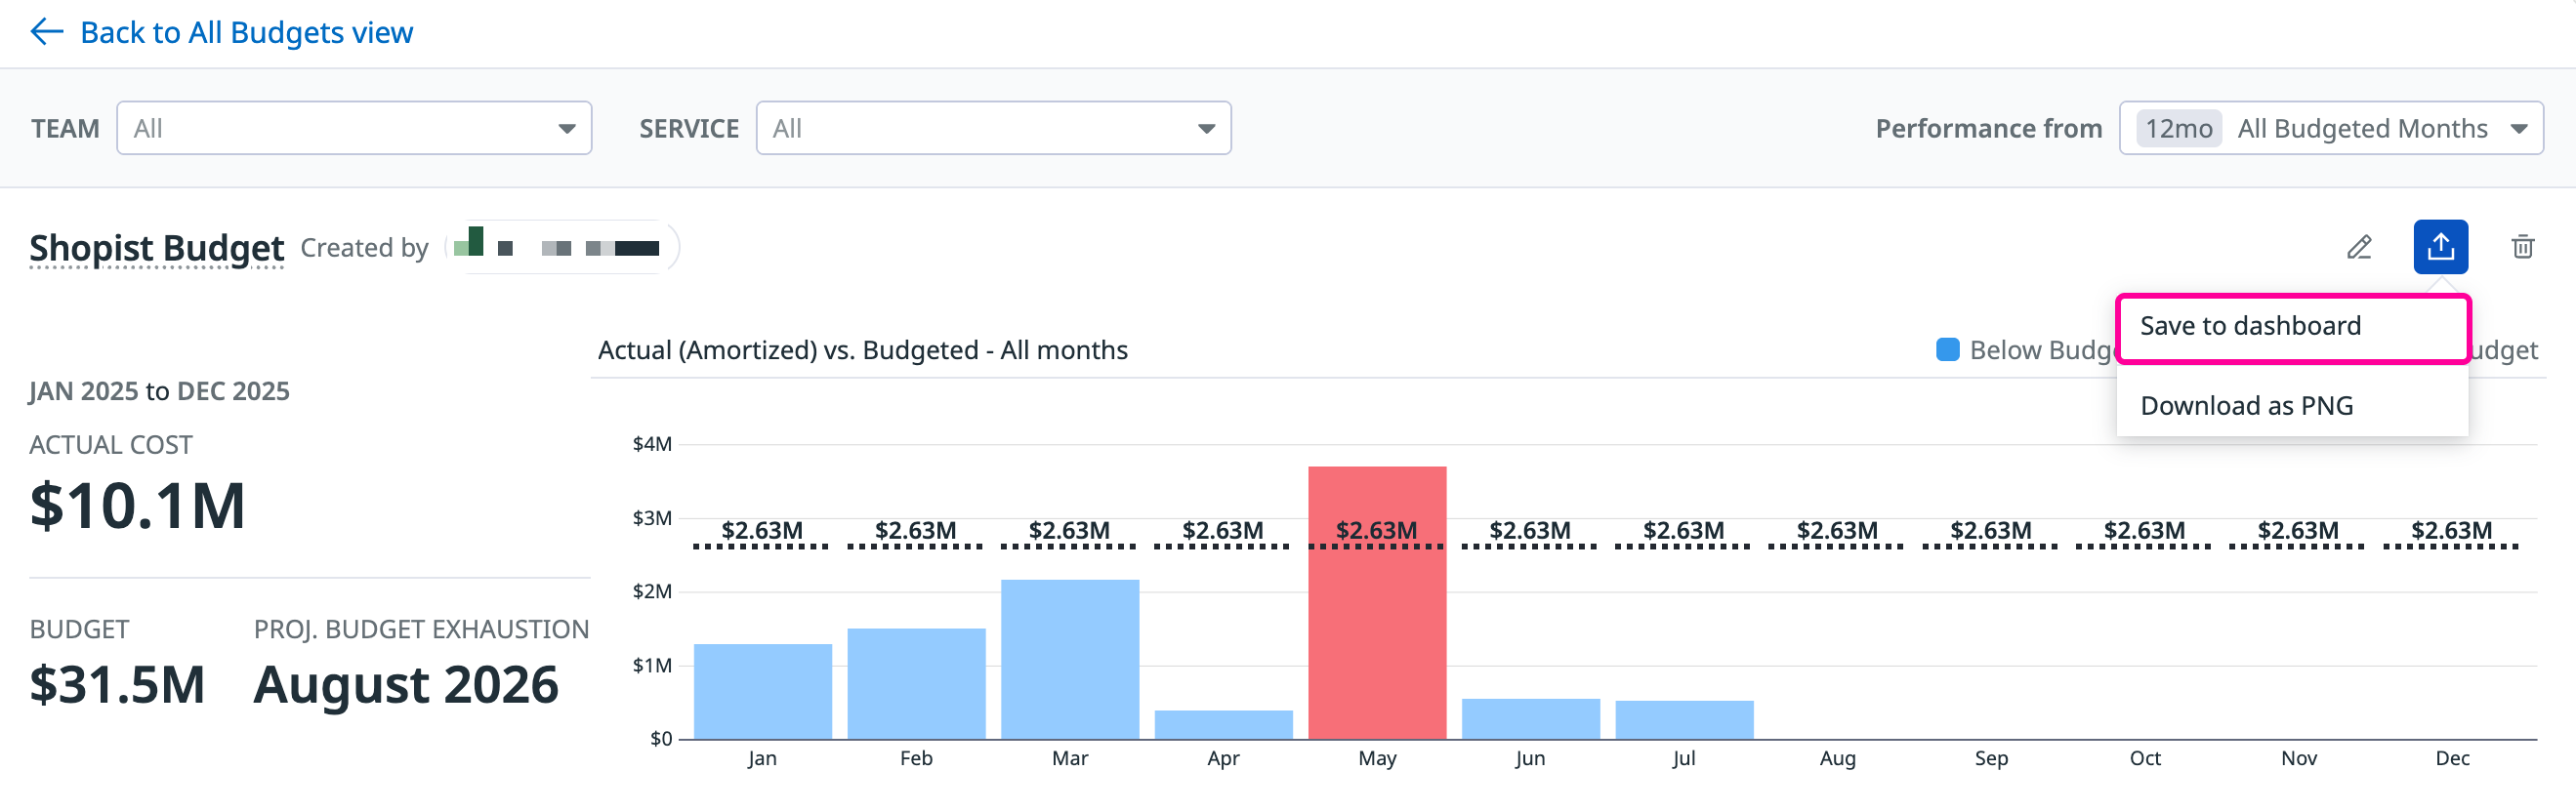 Back to All Budgets view
TEAM All SERVICE All Performance from 12mo All Budgeted Months
Shopist Budget Created by
Save to dashboard
Download as PNG
Actual (Amortized) vs. Budgeted - All months
Below
JAN 2025 to DEC 2025
ACTUAL COST
$10.1M
BUDGET PROJ. BUDGET EXHAUSTION
$31.5M August 2026
$4M
$3M
$2M
$1M
$0
$2.63M $2.63M $2.63M $2.63M $2.63M $2.63M $2.63M $2.63M $2.63M $2.63M $2.63M $2.63M
Jan Feb Mar Apr May Jun Jul Aug Sep Oct Nov Dec